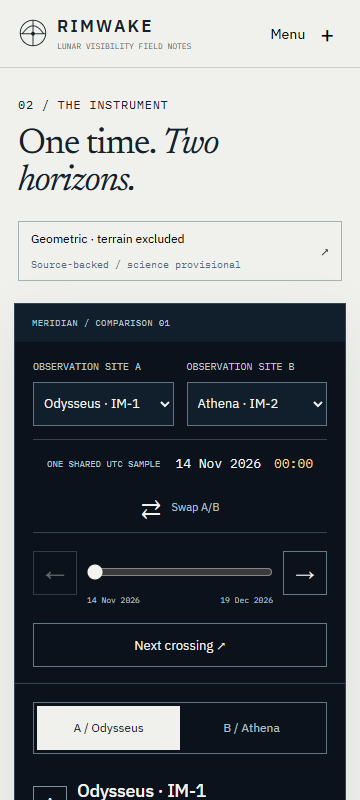 RIMWAKE
LUNAR VISIBILITY FIELD NOTES
Menu +
02 / THE INSTRUMENT
One time. Two
horizons.
Geometric · terrain excluded
Source-backed / science provisional ↗
MERIDIAN / COMPARISON 01
OBSERVATION SITE A OBSERVATION SITE B
Odysseus · IM-1 Athena · IM-2
ONE SHARED UTC SAMPLE 14 Nov 2026 00:00
⇄ Swap A/B
← →
14 Nov 2026 19 Dec 2026
Next crossing ↗
A / Odysseus B / Athena
Odysseus · IM-1